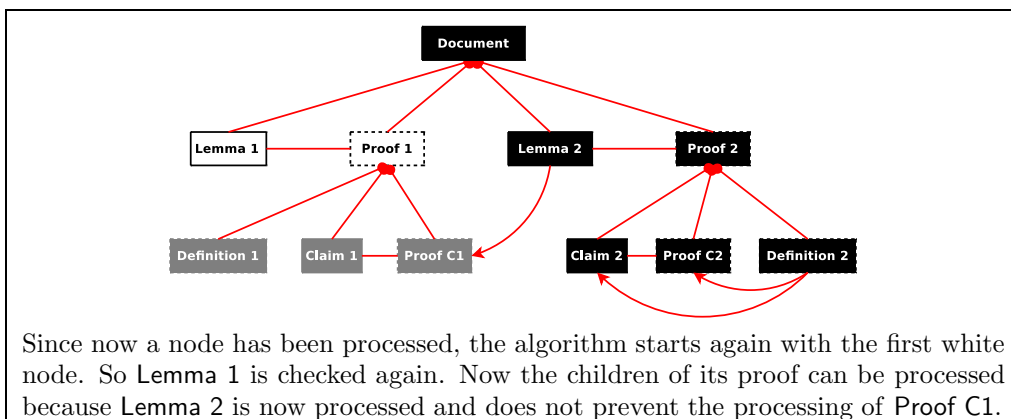 Document
Lemma 1
Proof 1
Lemma 2
Proof 2
Definition 1
Claim 1
Proof C1
Claim 2
Proof C2
Definition 2
Since now a node has been processed, the algorithm starts again with the first white
node. So Lemma 1 is checked again. Now the children of its proof can be processed
because Lemma 2 is now processed and does not prevent the processing of Proof C1.